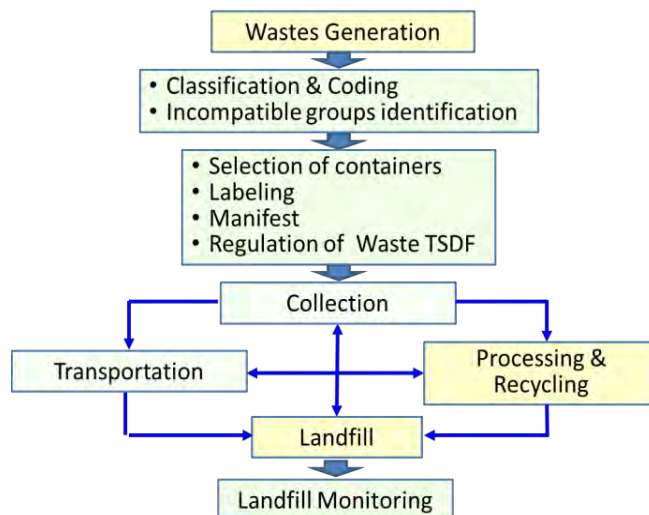 Wastes Generation
• Classification & Coding
• Incompatible groups identification
• Selection of containers
• Labeling
• Manifest
• Regulation of Waste TSDF
Collection
Transportation
Processing &
Recycling
Landfill
Landfill Monitoring